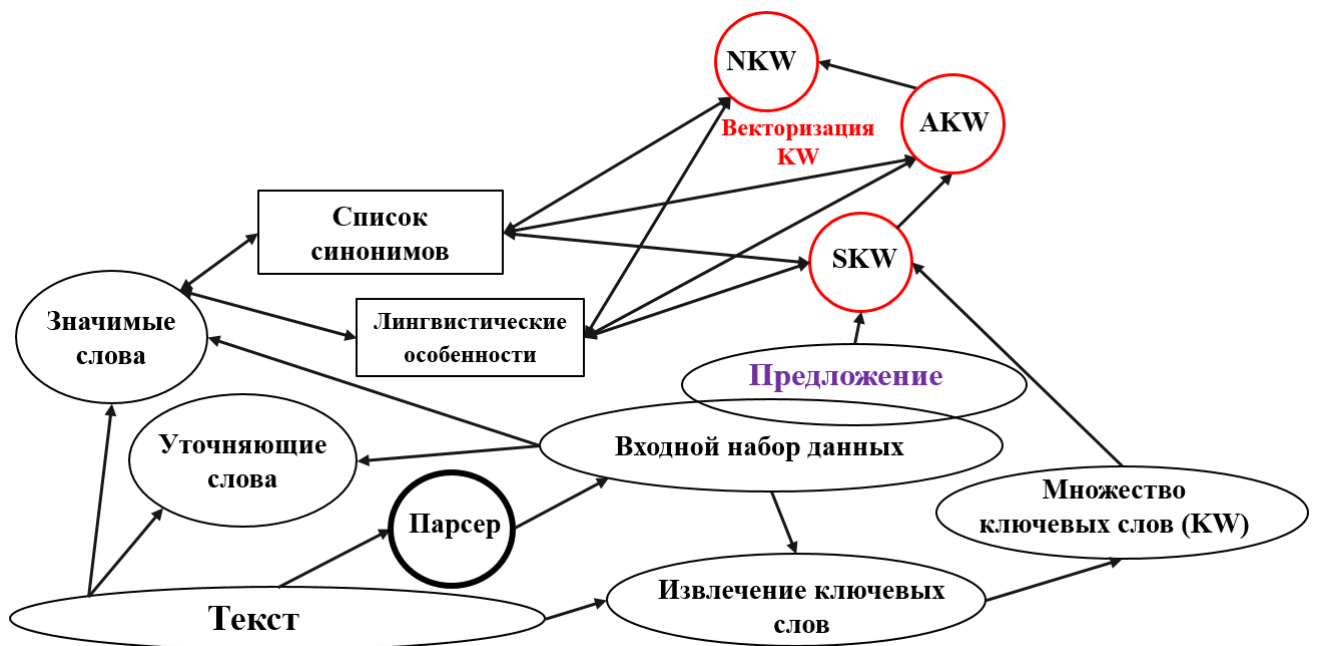 NKW
AKW
Векторизация
KW
Список
синонимов
SKW
Значимые
слова
Лингвистические
особенности
Предложение
Уточняющие
слова
Входной набор данных
Парсер
Множество
ключевых слов (KW)
Извлечение ключевых
слов
Текст